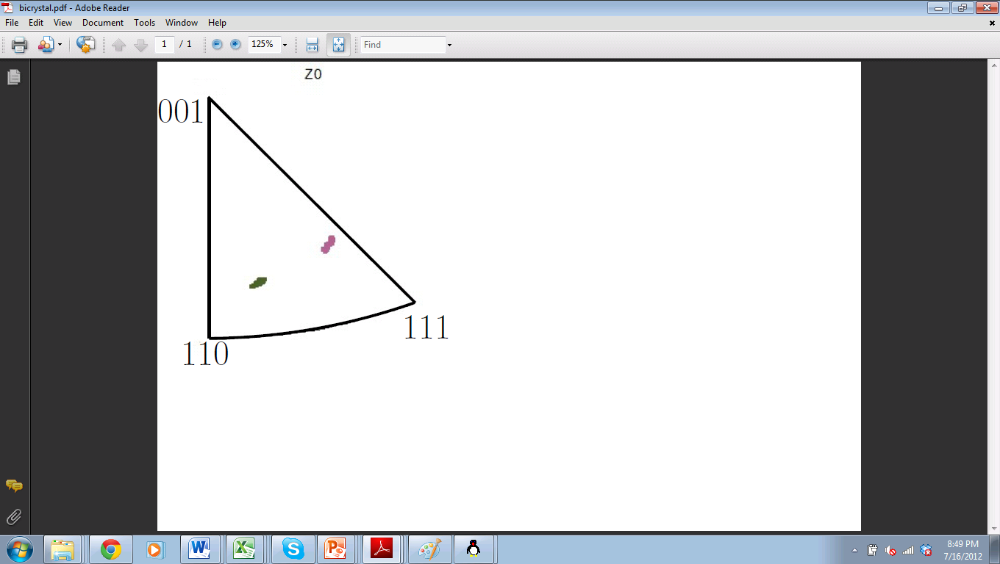 bicrystal.pdf - Adobe Reader
File Edit View Document Tools Window Help
1 / 1 125% Find
Z0
001
111
110
8:49 PM
7/16/2012